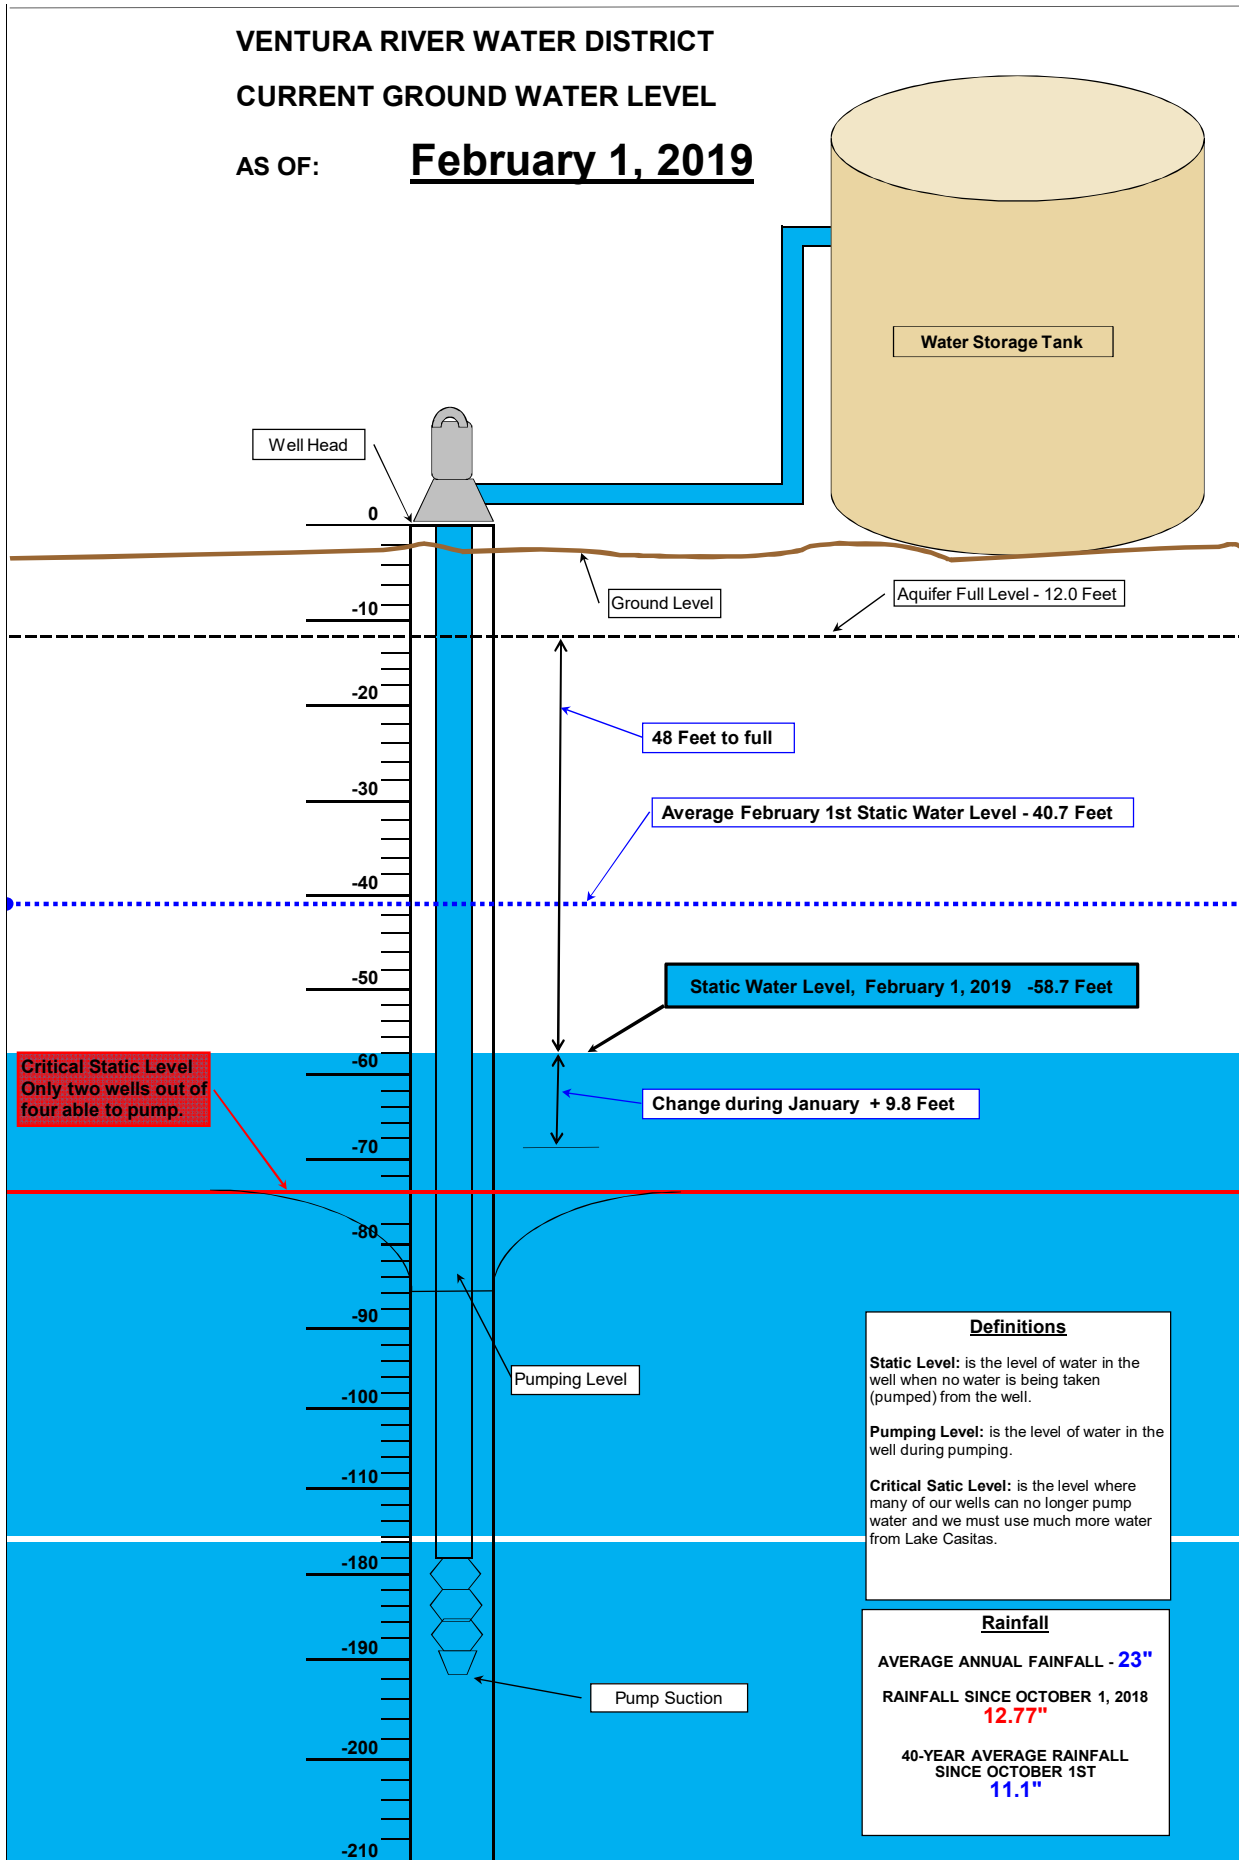 VENTURA RIVER WATER DISTRICT
CURRENT GROUND WATER LEVEL
AS OF: February 1, 2019
Water Storage Tank
Well Head
0
Ground Level
Aquifer Full Level - 12.0 Feet
-10
-20
48 Feet to full
-30
Average February 1st Static Water Level - 40.7 Feet
-40
-50
Static Water Level, February 1, 2019 -58.7 Feet
Critical Static Level
Only two wells out of
four able to pump.
-60
Change during January + 9.8 Feet
-70
-80
-90
Pumping Level
-100
-110
Definitions
Static Level: is the level of water in the
well when no water is being taken
(pumped) from the well.
Pumping Level: is the level of water in the
well during pumping.
Critical Satic Level: is the level where
many of our wells can no longer pump
water and we must use much more water
from Lake Casitas.
-180
-190
Pump Suction
-200
-210
Rainfall
AVERAGE ANNUAL FAINFALL - 23"
RAINFALL SINCE OCTOBER 1, 2018
12.77"
40-YEAR AVERAGE RAINFALL
SINCE OCTOBER 1ST
11.1"